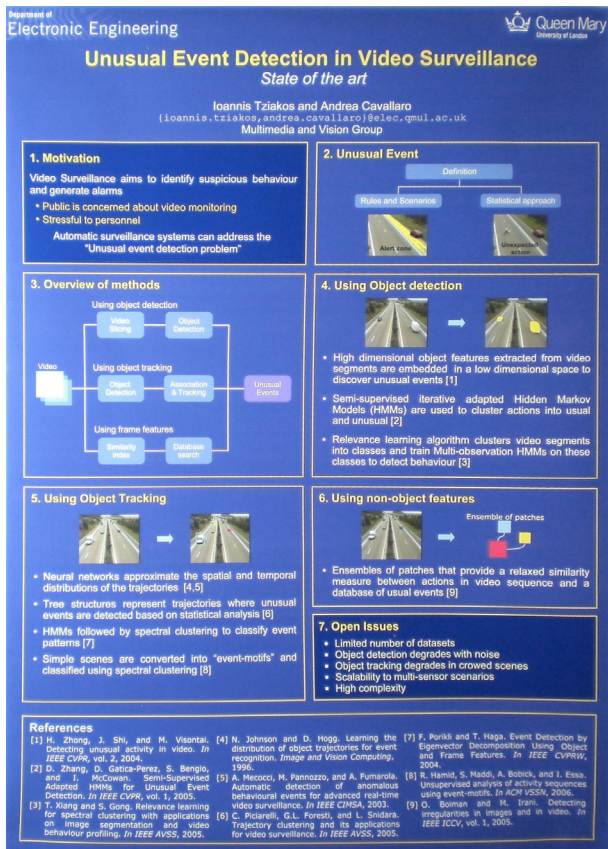 Department of
Electronic Engineering
Queen Mary
University of London
Unusual Event Detection in Video Surveillance
State of the art
Ioannis Tziakos and Andrea Cavallaro
{ioannis.tziakos,andrea.cavallaro}@elec.qmul.ac.uk
Multimedia and Vision Group
1. Motivation
Video Surveillance aims to identify suspicious behaviour
and generate alarms
• Public is concerned about video monitoring
• Stressful to personnel
Automatic surveillance systems can address the
"Unusual event detection problem"
2. Unusual Event
Definition
Rules and Scenarios
Statistical approach
Alert zone
Unexpected
action
3. Overview of methods
Using object detection
Video
Slicing
Object
Detection
Using object tracking
Video
Object
Detection
Association
& Tracking
Unusual
Events
Using frame features
Similarity
index
Database
search
4. Using Object detection
• High dimensional object features extracted from video
segments are embedded in a low dimensional space to
discover unusual events [1]
• Semi-supervised iterative adapted Hidden Markov
Models (HMMs) are used to cluster actions into usual
and unusual [2]
• Relevance learning algorithm clusters video segments
into classes and train Multi-observation HMMs on these
classes to detect behaviour [3]
5. Using Object Tracking
• Neural networks approximate the spatial and temporal
distributions of the trajectories [4,5]
• Tree structures represent trajectories where unusual
events are detected based on statistical analysis [6]
• HMMs followed by spectral clustering to classify event
patterns [7]
• Simple scenes are converted into "event-motifs" and
classified using spectral clustering [8]
6. Using non-object features
Ensemble of patches
• Ensembles of patches that provide a relaxed similarity
measure between actions in video sequence and a
database of usual events [9]
7. Open Issues
• Limited number of datasets
• Object detection degrades with noise
• Object tracking degrades in crowed scenes
• Scalability to multi-sensor scenarios
• High complexity
References
[1] H. Zhong, J. Shi, and M. Visontai.
Detecting unusual activity in video. In
IEEE CVPR, vol. 2, 2004.
[2] D. Zhang, D. Gatica-Perez, S. Bengio,
and I. McCowan. Semi-Supervised
Adapted HMMs for Unusual Event
Detection. In IEEE CVPR, vol. 1, 2005.
[3] T. Xiang and S. Gong. Relevance learning
for spectral clustering with applications
on image segmentation and video
behaviour profiling. In IEEE AVSS, 2005.
[4] N. Johnson and D. Hogg. Learning the
distribution of object trajectories for event
recognition. Image and Vision Computing,
1996.
[5] A. Mecocci, M. Pannozzo, and A. Fumarola.
Automatic detection of anomalous
behavioural events for advanced real-time
video surveillance. In IEEE CIMSA, 2003.
[6] C. Piciarelli, G.L. Foresti, and L. Snidara.
Trajectory clustering and its applications
for video surveillance. In IEEE AVSS, 2005.
[7] F. Porikli and T. Haga. Event Detection by
Eigenvector Decomposition Using Object
and Frame Features. In IEEE CVPRW,
2004.
[8] R. Hamid, S. Maddi, A. Bobick, and I. Essa.
Unsupervised analysis of activity sequences
using event-motifs. In ACM VSSN, 2006.
[9] O. Boiman and M. Irani. Detecting
irregularities in images and in video. In
IEEE ICCV, vol. 1, 2005.